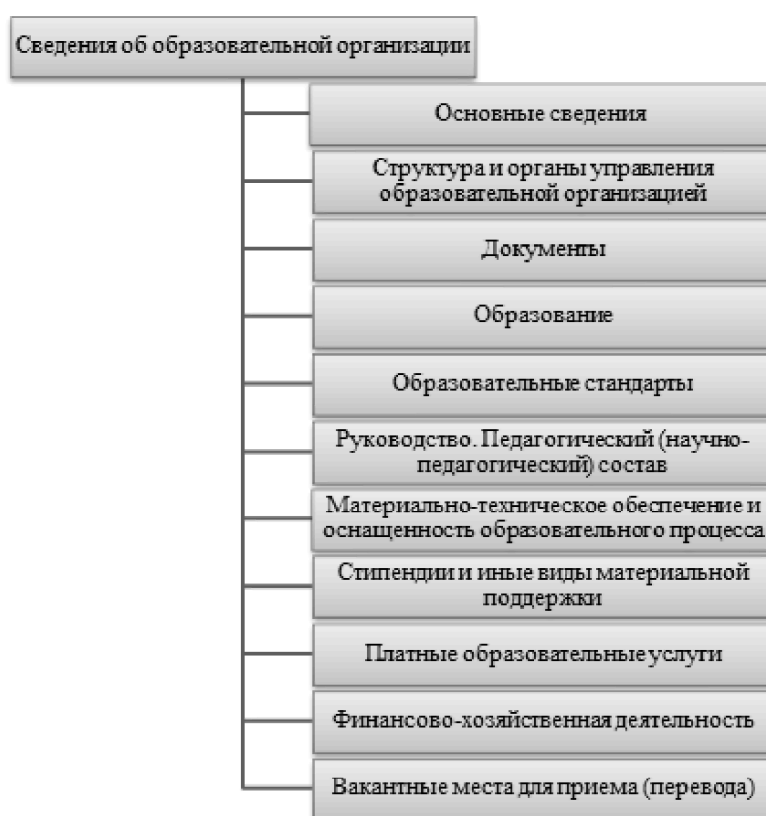 Сведения об образовательной организации
Основные сведения
Структура и органы управления
образовательной организацией
Документы
Образование
Образовательные стандарты
Руководство. Педагогический (научно-
педагогический) состав
Материально-техническое обеспечение и
оснащенность образовательного процесса
Стипендии и иные виды материальной
поддержки
Платные образовательные услуги
Финансово-хозяйственная деятельность
Вакантные места для приема (перевода)